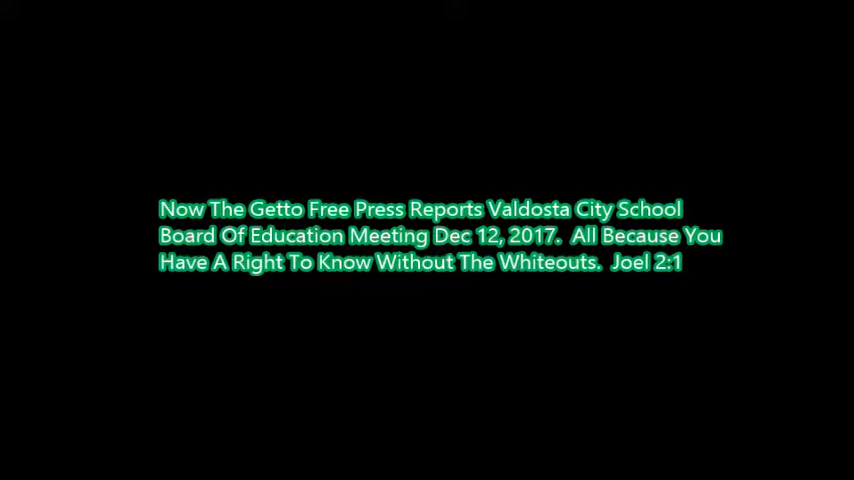 Now The Getto Free Press Reports Valdosta City School
Board Of Education Meeting Dec 12, 2017.  All Because You
Have A Right To Know Without The Whiteouts.  Joel 2:1